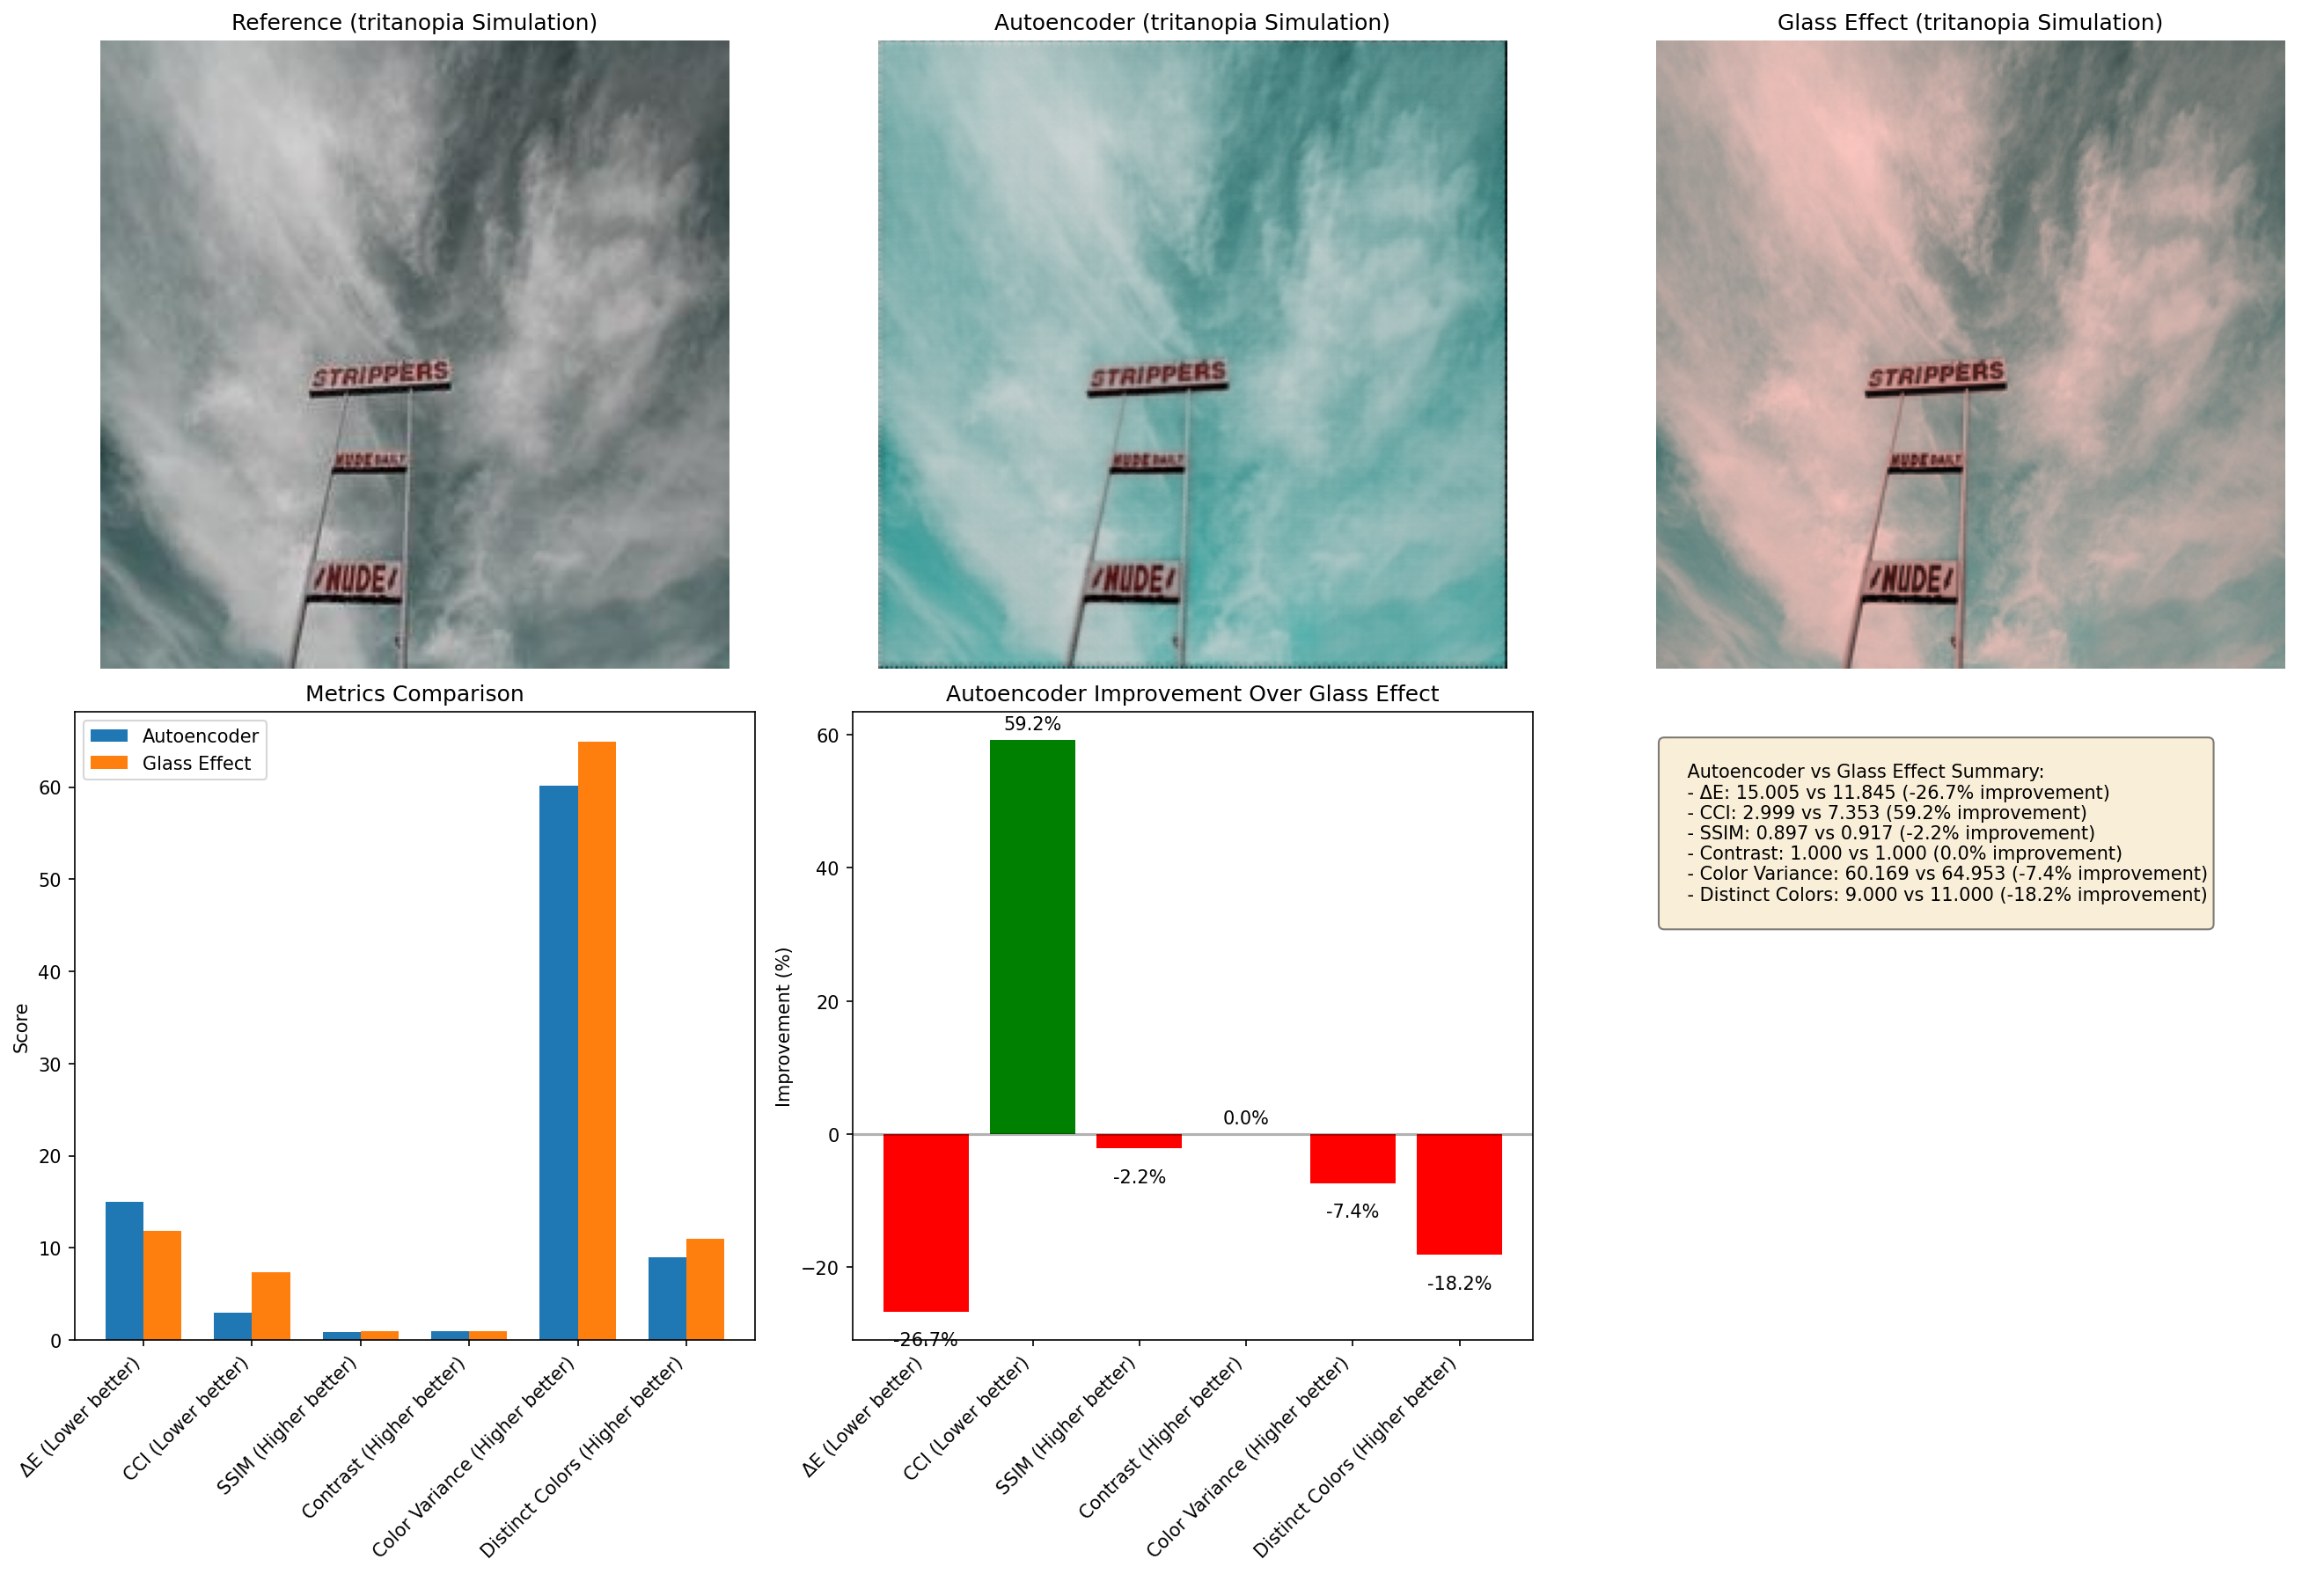 Reference (tritanopia Simulation)
STRIPPERS
NUDE DAILY
/NUDE/
Autoencoder (tritanopia Simulation)
STRIPPERS
NUDE DAILY
/NUDE/
Glass Effect (tritanopia Simulation)
STRIPPERS
NUDE DAILY
/NUDE/
Metrics Comparison
Autoencoder
Glass Effect
Score
60
50
40
30
20
10
0
ΔE (Lower better)
CCI (Lower better)
SSIM (Higher better)
Contrast (Higher better)
Color Variance (Higher better)
Distinct Colors (Higher better)
Autoencoder Improvement Over Glass Effect
Improvement (%)
60
40
20
0
−20
-26.7%
59.2%
-2.2%
0.0%
-7.4%
-18.2%
ΔE (Lower better)
CCI (Lower better)
SSIM (Higher better)
Contrast (Higher better)
Color Variance (Higher better)
Distinct Colors (Higher better)
Autoencoder vs Glass Effect Summary:
- ΔE: 15.005 vs 11.845 (-26.7% improvement)
- CCI: 2.999 vs 7.353 (59.2% improvement)
- SSIM: 0.897 vs 0.917 (-2.2% improvement)
- Contrast: 1.000 vs 1.000 (0.0% improvement)
- Color Variance: 60.169 vs 64.953 (-7.4% improvement)
- Distinct Colors: 9.000 vs 11.000 (-18.2% improvement)